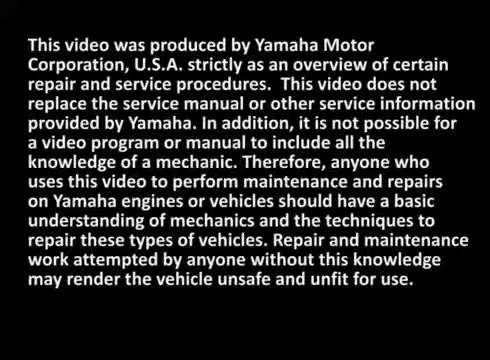 This video was produced by Yamaha Motor
Corporation, U.S.A. strictly as an overview of certain
repair and service procedures.  This video does not
replace the service manual or other service information
provided by Yamaha. In addition, it is not possible for
a video program or manual to include all the
knowledge of a mechanic. Therefore, anyone who
uses this video to perform maintenance and repairs
on Yamaha engines or vehicles should have a basic
understanding of mechanics and the techniques to
repair these types of vehicles. Repair and maintenance
work attempted by anyone without this knowledge
may render the vehicle unsafe and unfit for use.